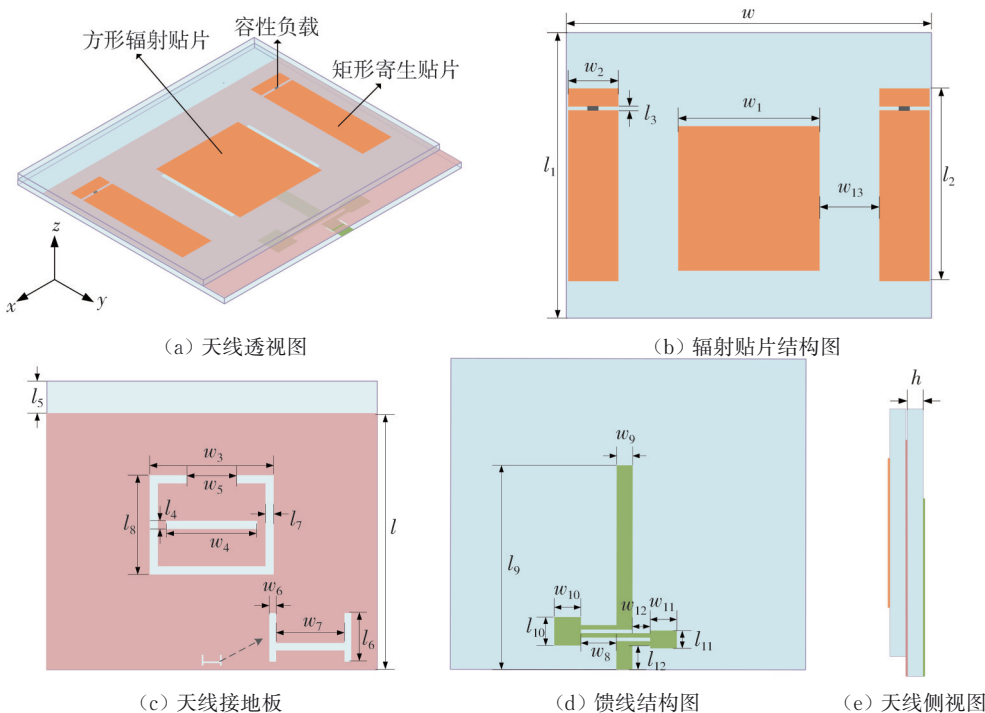 方形辐射贴片
容性负载
矩形寄生贴片
z
x
y
(a) 天线透视图
w
w₂
w₁
l₃
l₁
l₂
w₁₃
(b) 辐射贴片结构图
l₅
w₃
w₅
l₄
l₈
l₇
w₄
l
w₆
w₇
l₆
(c) 天线接地板
w₉
l₉
w₁₀
w₁₂
w₁₁
l₁₀
w₈
l₁₁
l₁₂
(d) 馈线结构图
h
(e) 天线侧视图